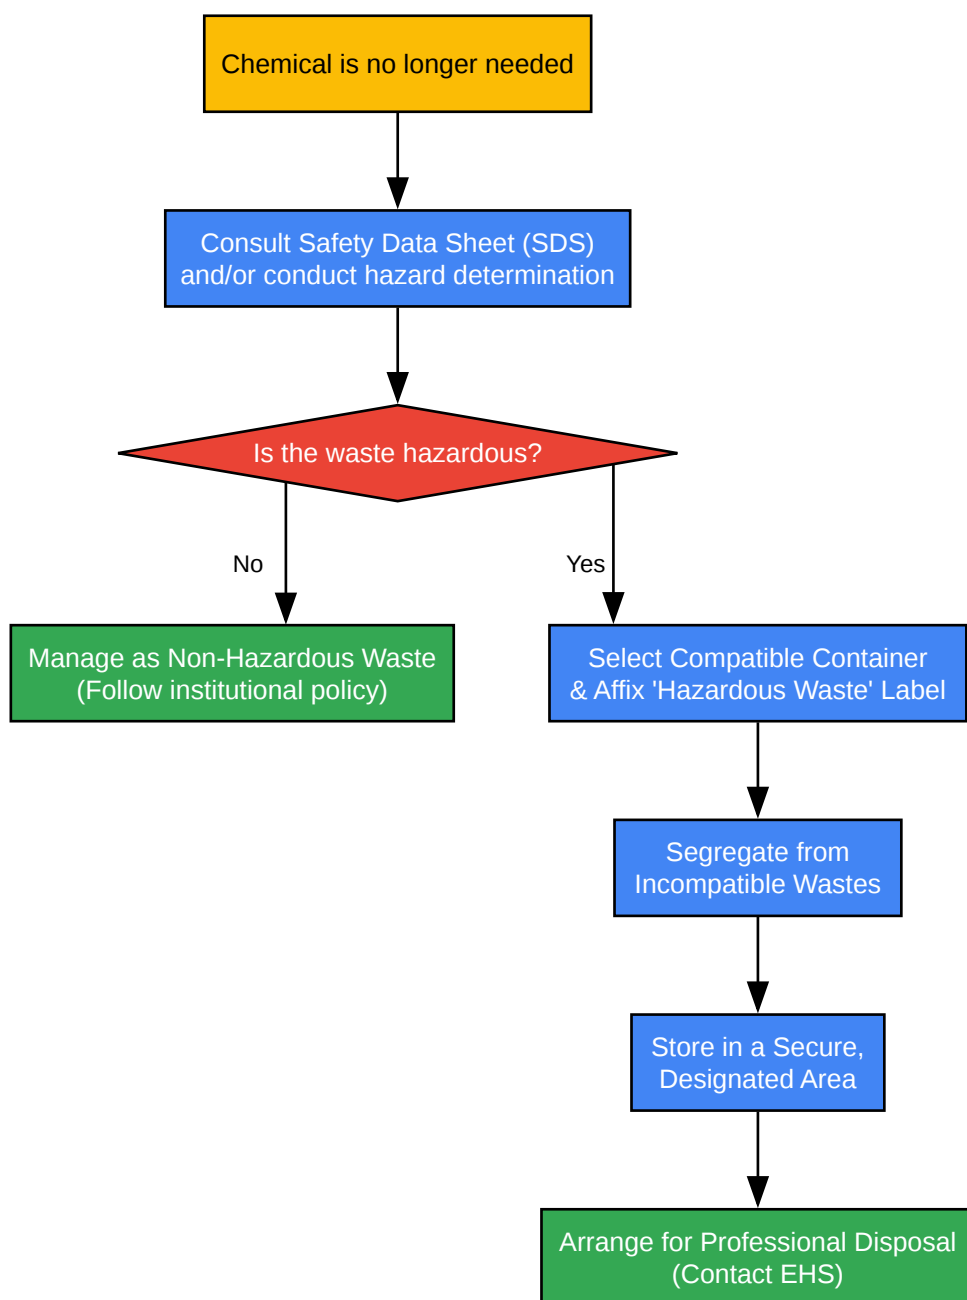 Chemical is no longer needed
Consult Safety Data Sheet (SDS)
and/or conduct hazard determination
Is the waste hazardous?
No
Yes
Manage as Non-Hazardous Waste
(Follow institutional policy)
Select Compatible Container
& Affix 'Hazardous Waste' Label
Segregate from
Incompatible Wastes
Store in a Secure,
Designated Area
Arrange for Professional Disposal
(Contact EHS)